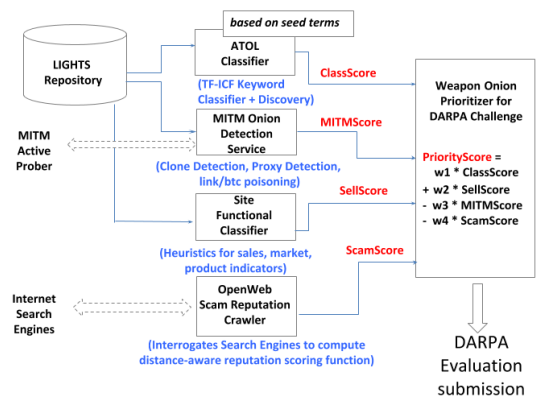 based on seed terms
LIGHTS
Repository
ATOL
Classifier
ClassScore
(TF-ICF Keyword
Classifier + Discovery)
Weapon Onion
Prioritizer for
DARPA Challenge
MITM
Active
Prober
MITM Onion
Detection
Service
MITMScore
(Clone Detection, Proxy Detection,
link/btc poisoning)
PriorityScore =
w1 * ClassScore
+ w2 * SellScore
- w3 * MITMScore
- w4 * ScamScore
Site
Functional
Classifier
SellScore
(Heuristics for sales, market,
product indicators)
ScamScore
Internet
Search
Engines
OpenWeb
Scam Reputation
Crawler
(Interrogates Search Engines to compute
distance-aware reputation scoring function)
DARPA
Evaluation
submission